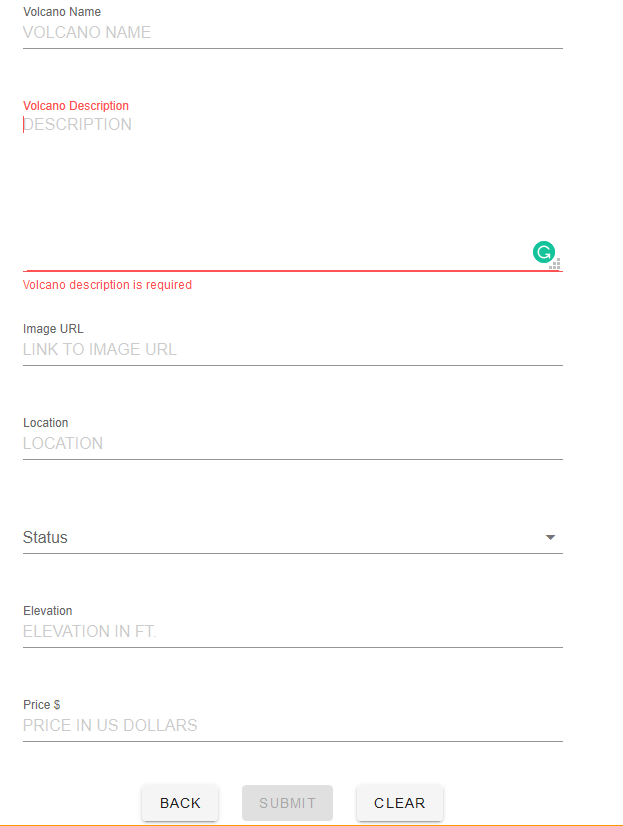 Volcano Name
VOLCANO NAME
Volcano Description
DESCRIPTION
Volcano description is required
Image URL
LINK TO IMAGE URL
Location
LOCATION
Status
Elevation
ELEVATION IN FT.
Price $
PRICE IN US DOLLARS
BACK SUBMIT CLEAR